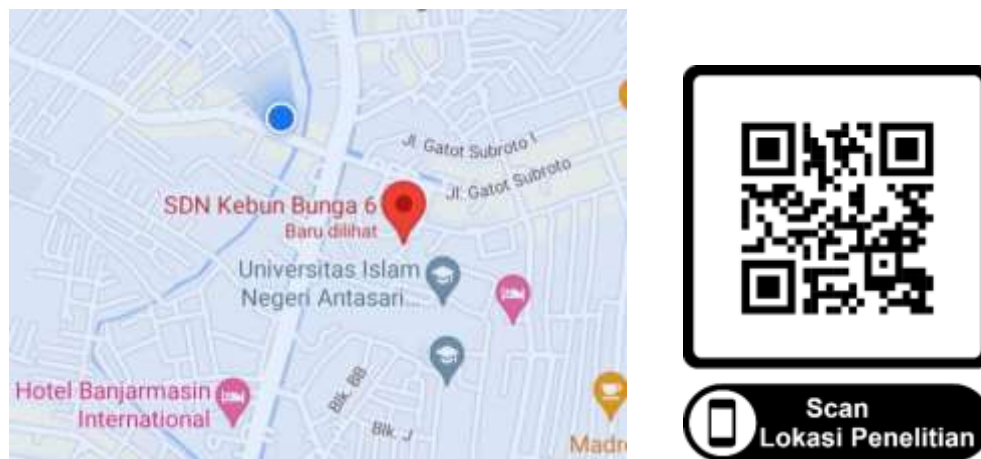 Jl. Gatot Subroto I
Jl. Gatot Subroto
SDN Kebun Bunga 6
Baru dilihat
Universitas Islam
Negeri Antasari...
Hotel Banjarmasin
International
Blk. BB
Blk. J
Madr
Scan
Lokasi Penelitian